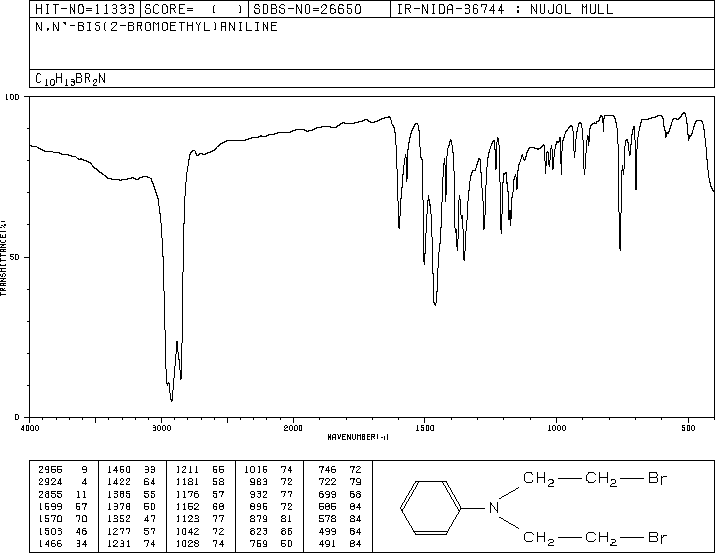 HIT-NO=11333 SCORE= ( ) SDBS-NO=26650 IR-NIDA-36744 : NUJOL MULL
N,N'-BIS(2-BROMOETHYL)ANILINE
C10H13BR2N
100
50
0
TRANSMITTANCE(%)
4000 3000 2000 1500 1000 500
WAVENUMBER(-1)
2966 9 1460 39 1211 66 1016 74 746 72
2924 4 1422 64 1181 58 983 72 722 79
2855 11 1385 55 1176 57 932 77 699 68
1599 57 1378 50 1152 68 896 72 586 84
1570 70 1352 47 1123 77 879 81 578 84
1503 46 1277 57 1042 72 823 86 499 84
1466 34 1231 74 1028 74 759 50 491 84
CH2 CH2 Br
N
CH2 CH2 Br